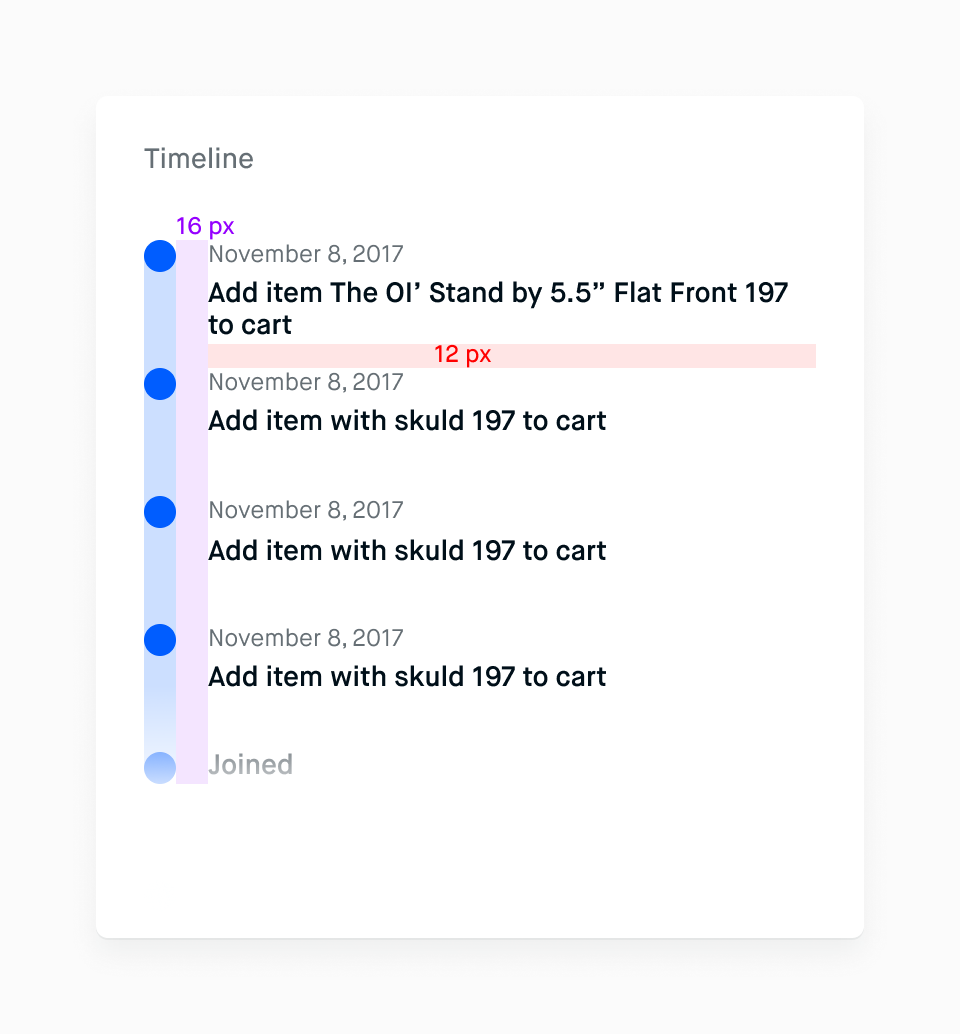 Timeline
16 px
November 8, 2017
Add item The Ol’ Stand by 5.5” Flat Front 197
to cart
12 px
November 8, 2017
Add item with skuld 197 to cart
November 8, 2017
Add item with skuld 197 to cart
November 8, 2017
Add item with skuld 197 to cart
Joined